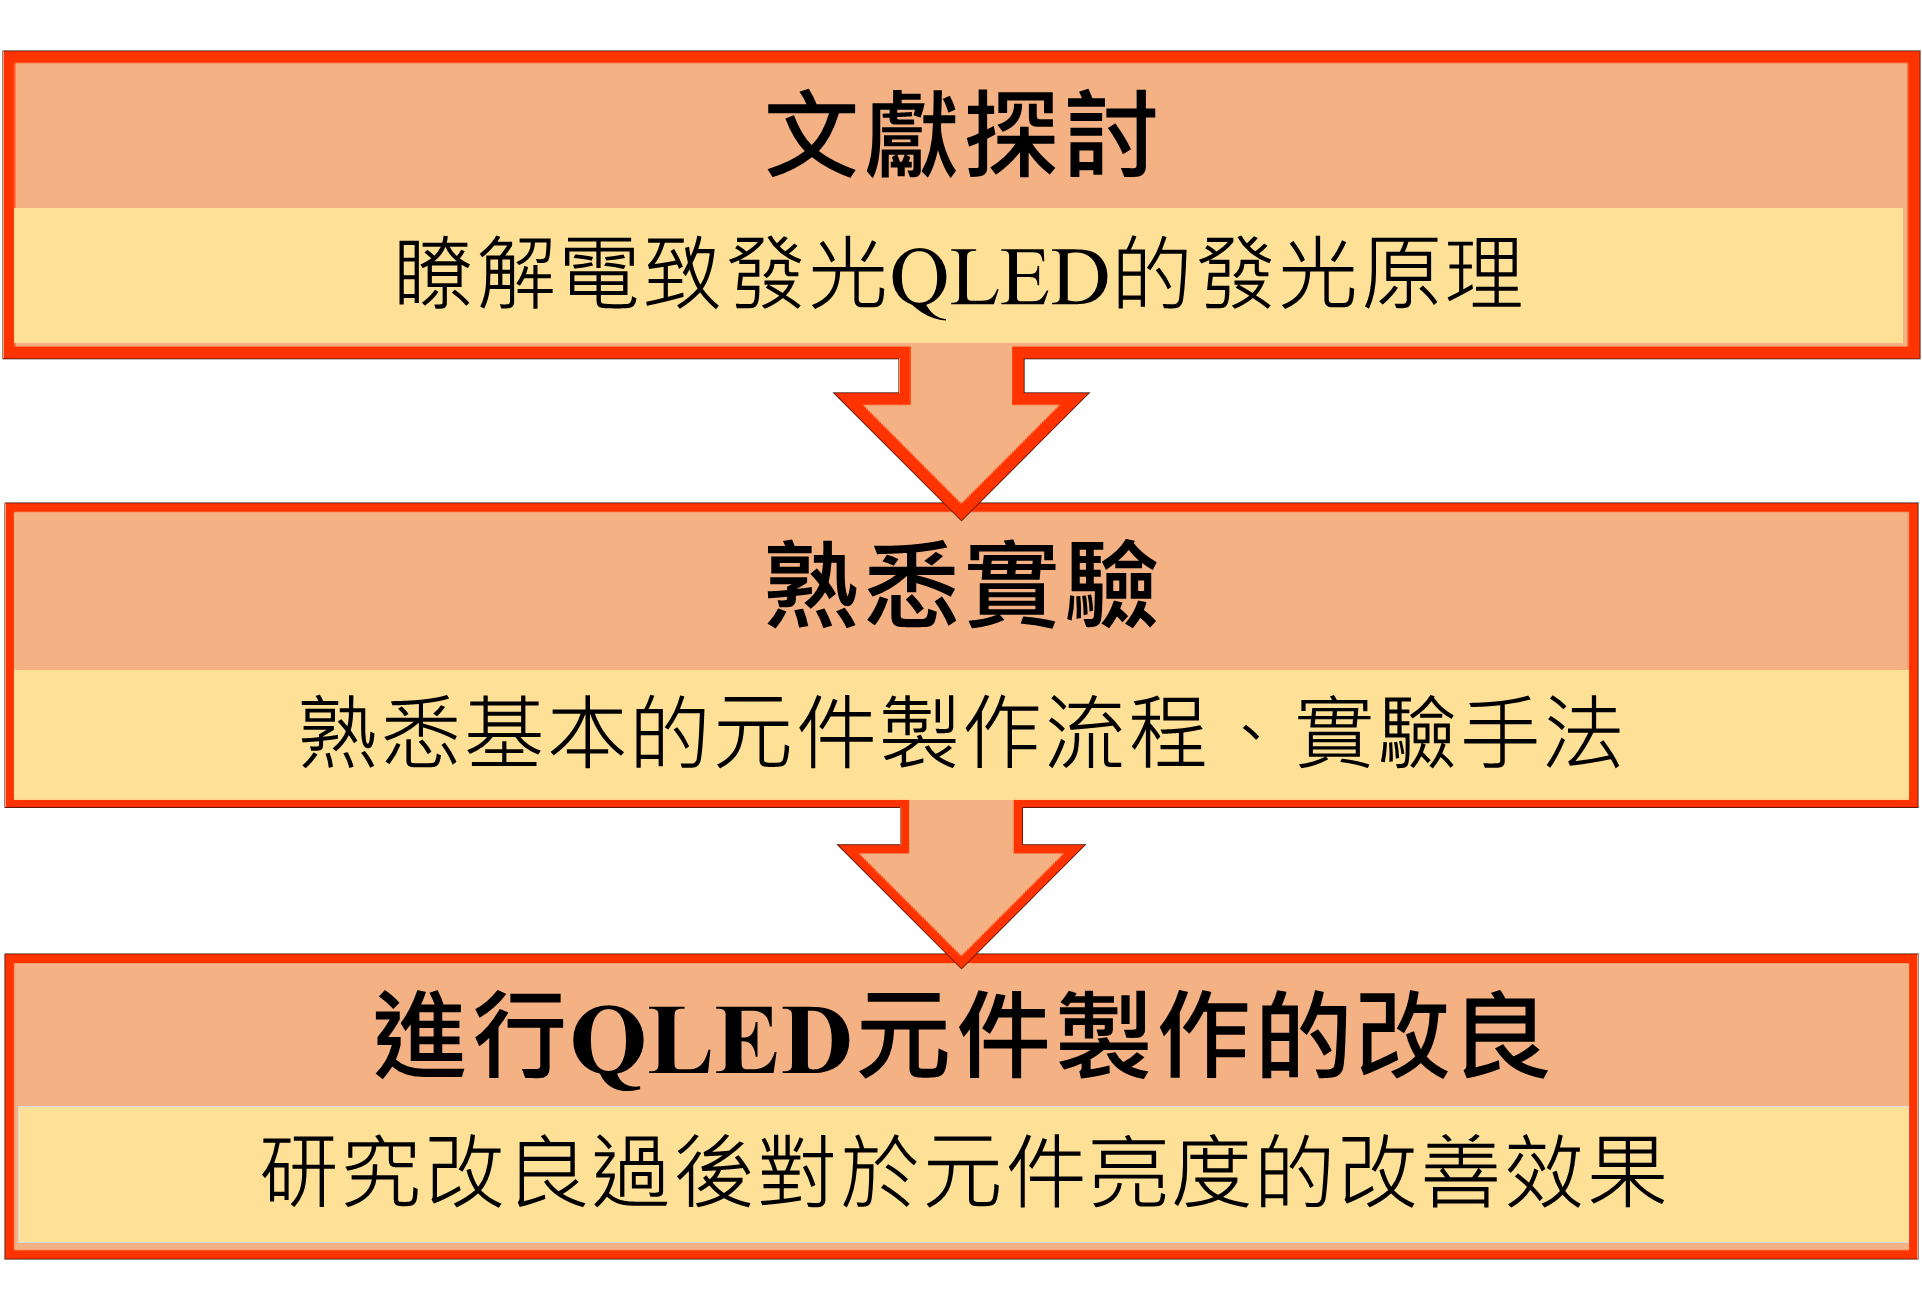 文獻探討
瞭解電致發光QLED的發光原理
熟悉實驗
熟悉基本的元件製作流程、實驗手法
進行QLED元件製作的改良
研究改良過後對於元件亮度的改善效果